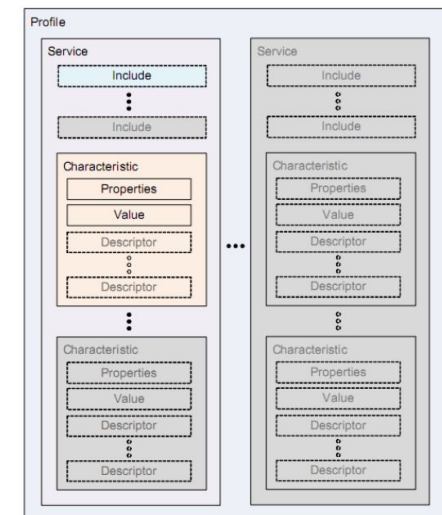 Profile
Service
Include
Include
Characteristic
Properties
Value
Descriptor
Descriptor
Characteristic
Properties
Value
Descriptor
Descriptor
Service
Include
Include
Characteristic
Properties
Value
Descriptor
Descriptor
Characteristic
Properties
Value
Descriptor
Descriptor